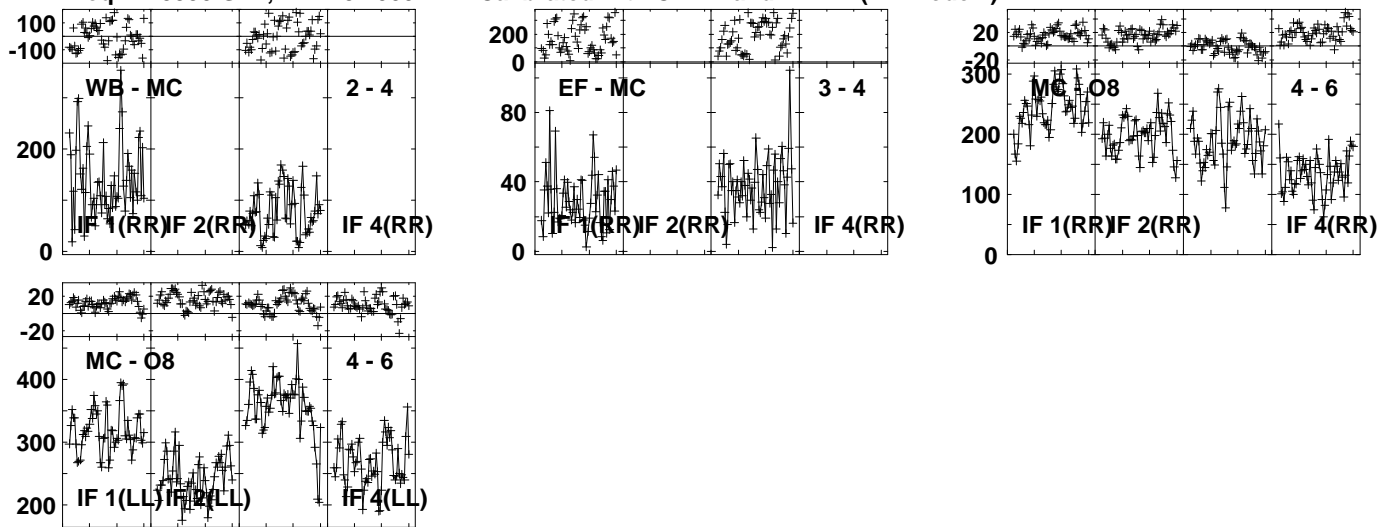 100
-100
WB - MC 2 - 4
200
0
IF 1(RR) IF 2(RR) IF 4(RR)
200
0
EF - MC 3 - 4
80
40
0
IF 1(RR) IF 2(RR) IF 4(RR)
20
-20
300
MC - O8 4 - 6
200
100
0
IF 1(RR) IF 2(RR) IF 4(RR)
20
-20
MC - O8 4 - 6
400
300
200
IF 1(LL) IF 2(LL) IF 4(LL)